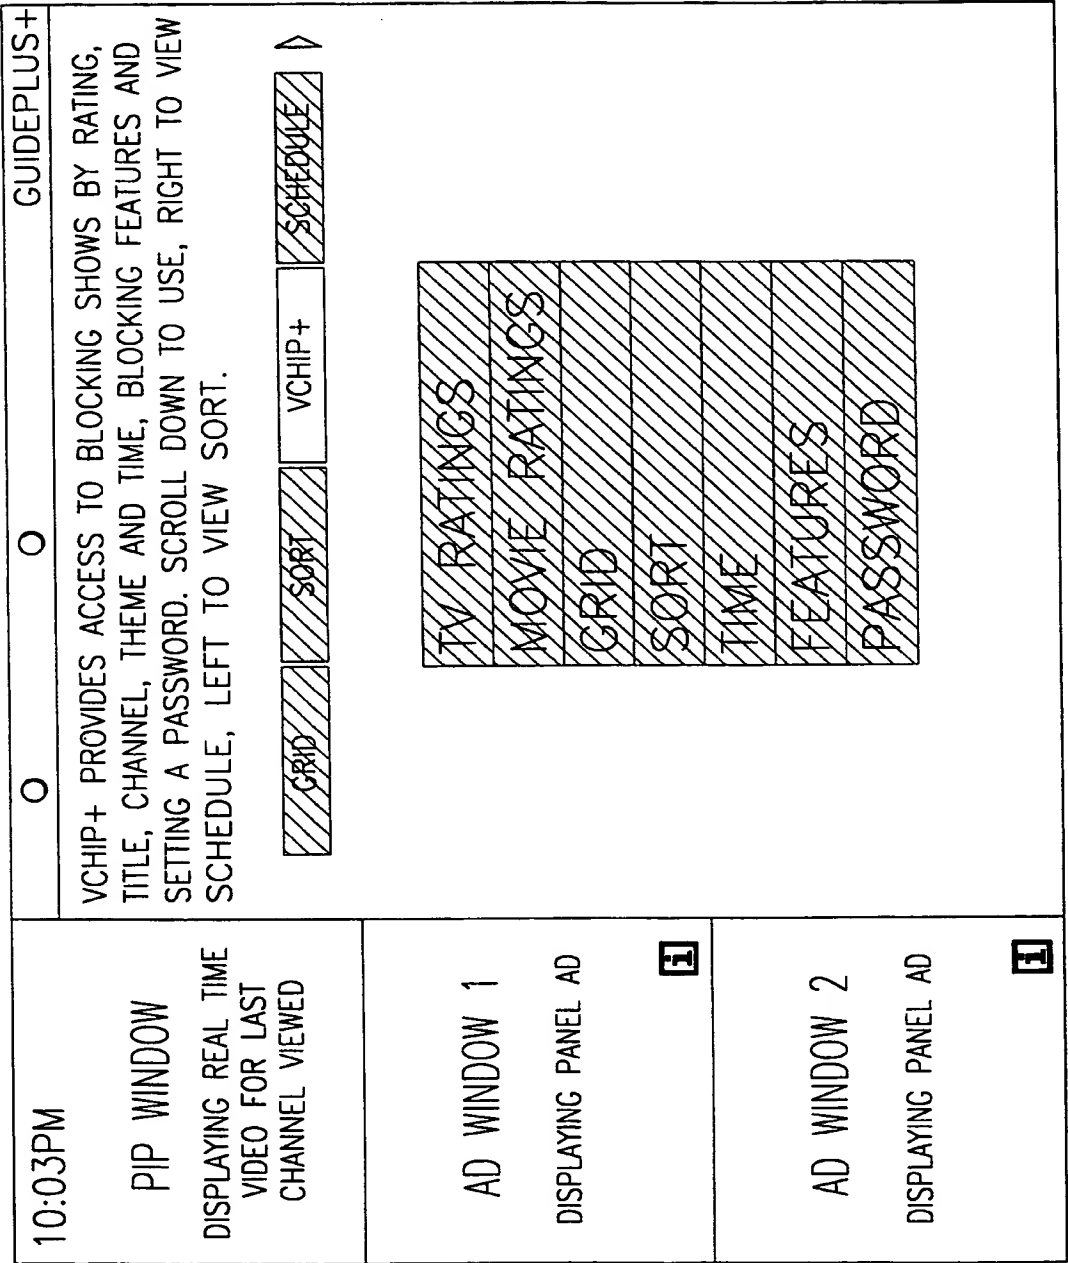 10:03PM
O
O
GUIDEPLUS+
PIP WINDOW
DISPLAYING REAL TIME
VIDEO FOR LAST
CHANNEL VIEWED
AD WINDOW 1
DISPLAYING PANEL AD
i
AD WINDOW 2
DISPLAYING PANEL AD
i
VCHIP+ PROVIDES ACCESS TO BLOCKING SHOWS BY RATING,
TITLE, CHANNEL, THEME AND TIME, BLOCKING FEATURES AND
SETTING A PASSWORD. SCROLL DOWN TO USE, RIGHT TO VIEW
SCHEDULE, LEFT TO VIEW SORT.
GRID
SORT
VCHIP+
SCHEDULE
TV RATINGS
MOVIE RATINGS
GRID
SORT
TIME
FEATURES
PASSWORD